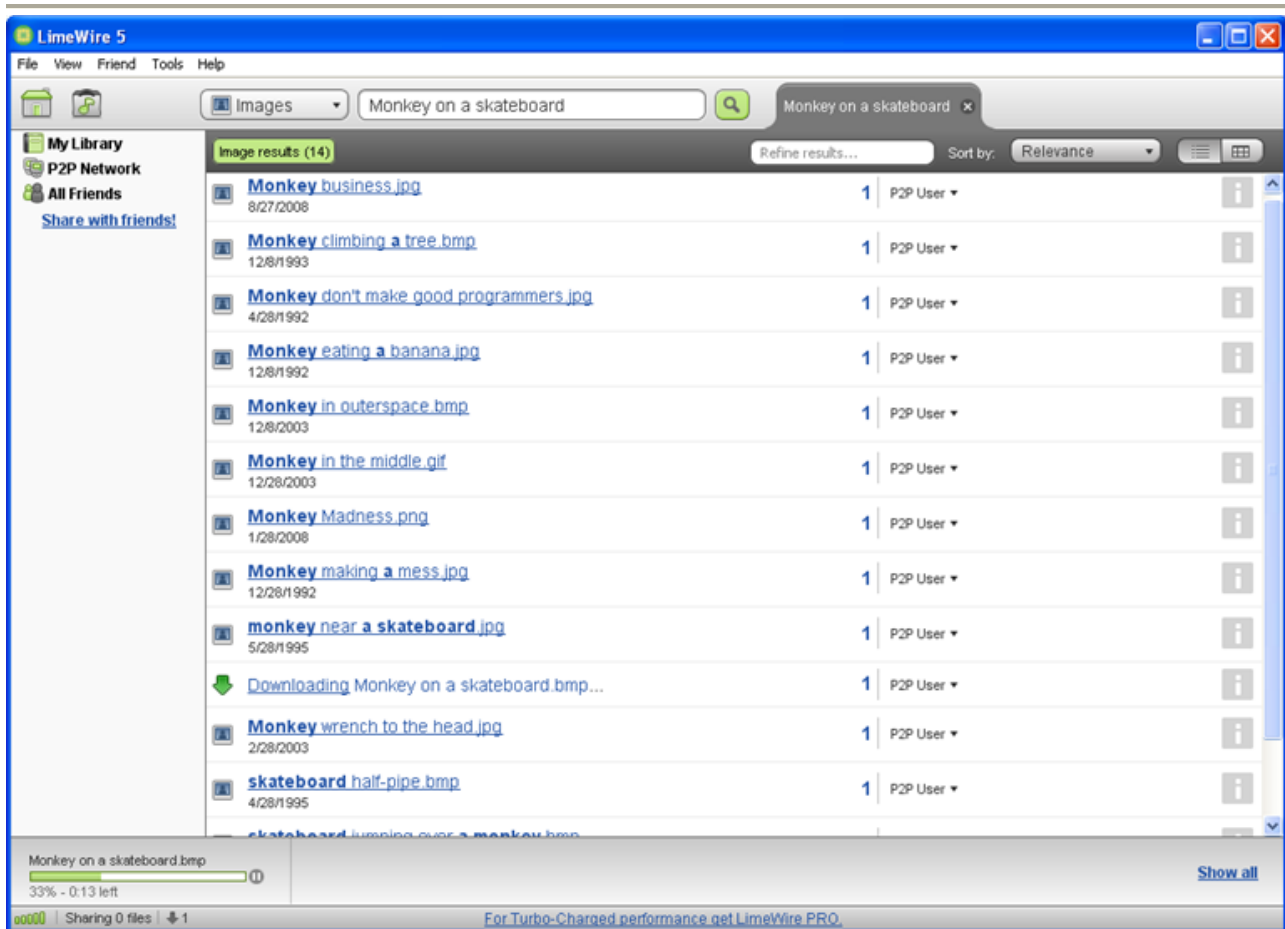 LimeWire 5
File View Friend Tools Help
Images Monkey on a skateboard Monkey on a skateboard
My Library
P2P Network
All Friends
Share with friends!
Image results (14) Refine results... Sort by: Relevance
Monkey business.jpg 1 P2P User
8/27/2008
Monkey climbing a tree.bmp 1 P2P User
12/8/1993
Monkey don't make good programmers.jpg 1 P2P User
4/28/1992
Monkey eating a banana.jpg 1 P2P User
12/8/1992
Monkey in outerspace.bmp 1 P2P User
12/8/2003
Monkey in the middle.gif 1 P2P User
12/28/2003
Monkey Madness.png 1 P2P User
1/28/2008
Monkey making a mess.jpg 1 P2P User
12/28/1992
monkey near a skateboard.jpg 1 P2P User
5/28/1995
Downloading Monkey on a skateboard.bmp... 1 P2P User
Monkey wrench to the head.jpg 1 P2P User
2/28/2003
skateboard half-pipe.bmp 1 P2P User
4/28/1995
skateboard jumping over a monkey.bmp
Monkey on a skateboard.bmp
33% - 0:13 left
Show all
Sharing 0 files 1 For Turbo-Charged performance get LimeWire PRO.